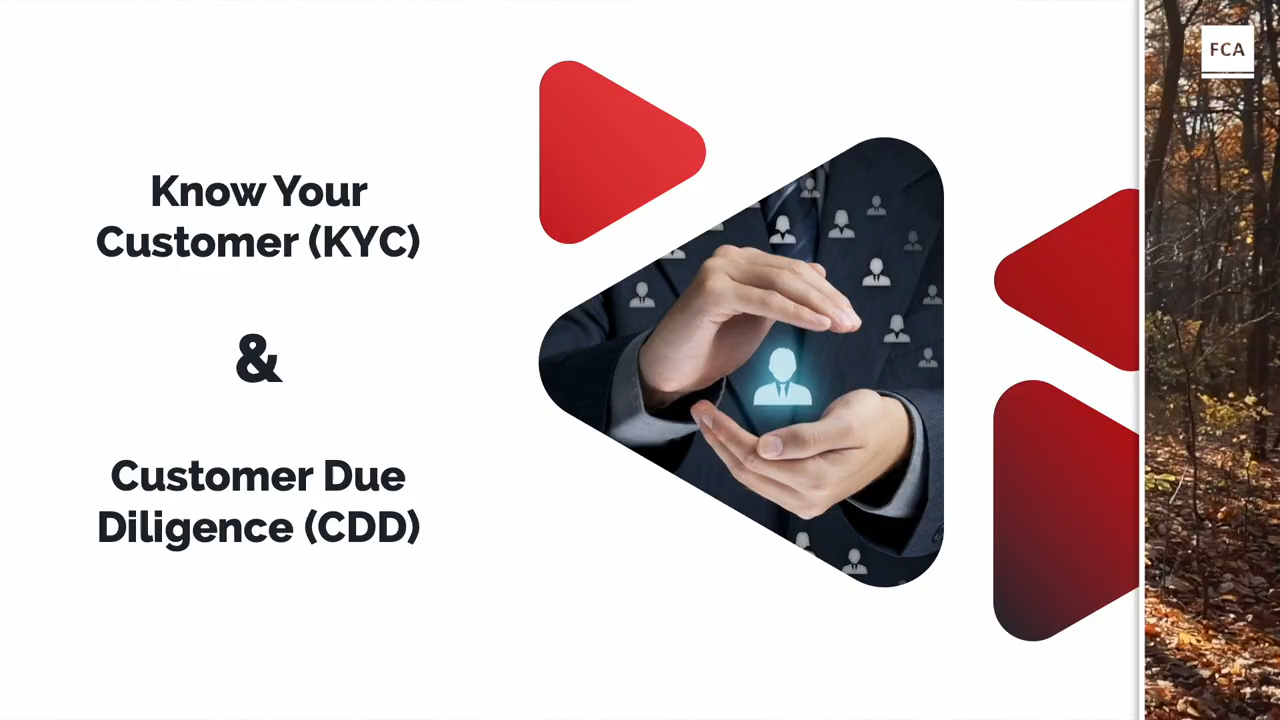 FCA
Know Your
Customer (KYC)
&
Customer Due
Diligence (CDD)